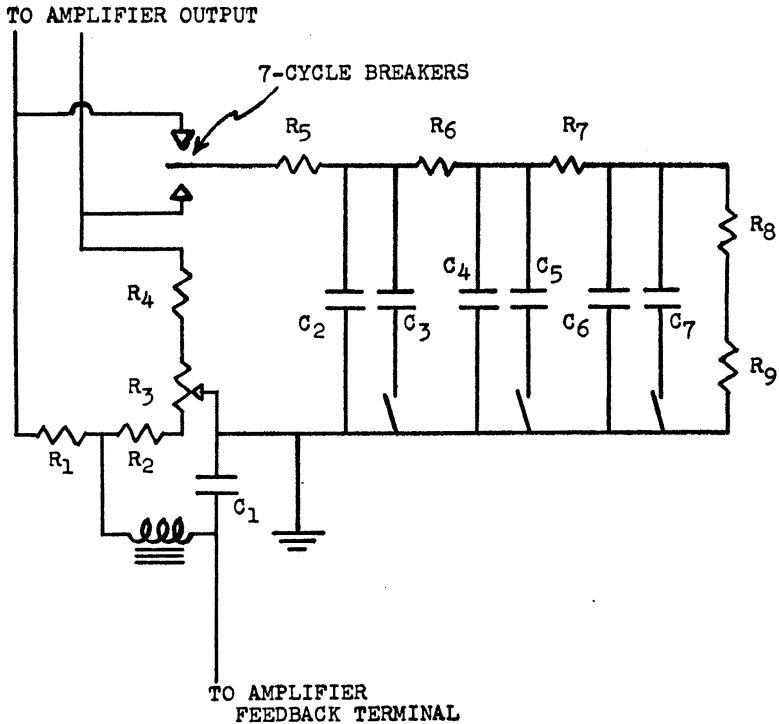 TO AMPLIFIER OUTPUT
7-CYCLE BREAKERS
R5
R6
R7
R8
R4
C4
C5
C2
C3
C6
C7
R3
R9
R1
R2
C1
TO AMPLIFIER
FEEDBACK TERMINAL